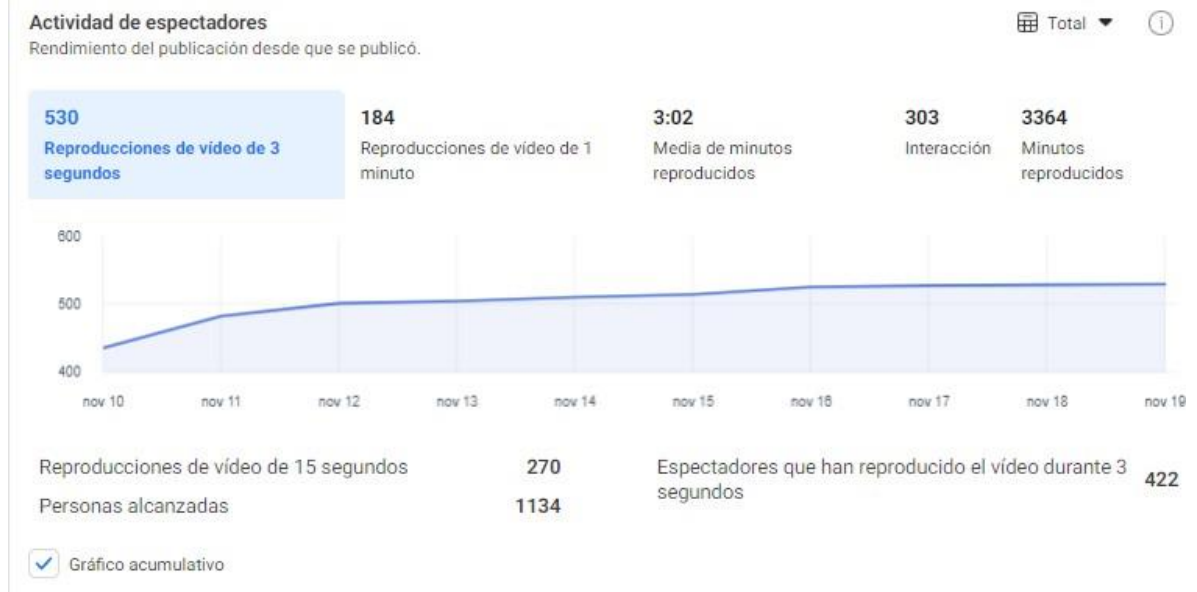 Actividad de espectadores
Total
Rendimiento del publicación desde que se publicó.
530
Reproducciones de vídeo de 3
segundos
184
Reproducciones de vídeo de 1
minuto
3:02
Media de minutos
reproducidos
303
Interacción
3364
Minutos
reproducidos
600
500
400
nov 10 nov 11 nov 12 nov 13 nov 14 nov 15 nov 16 nov 17 nov 18 nov 19
Reproducciones de vídeo de 15 segundos 270
Personas alcanzadas 1134
Espectadores que han reproducido el vídeo durante 3
segundos
422
Gráfico acumulativo